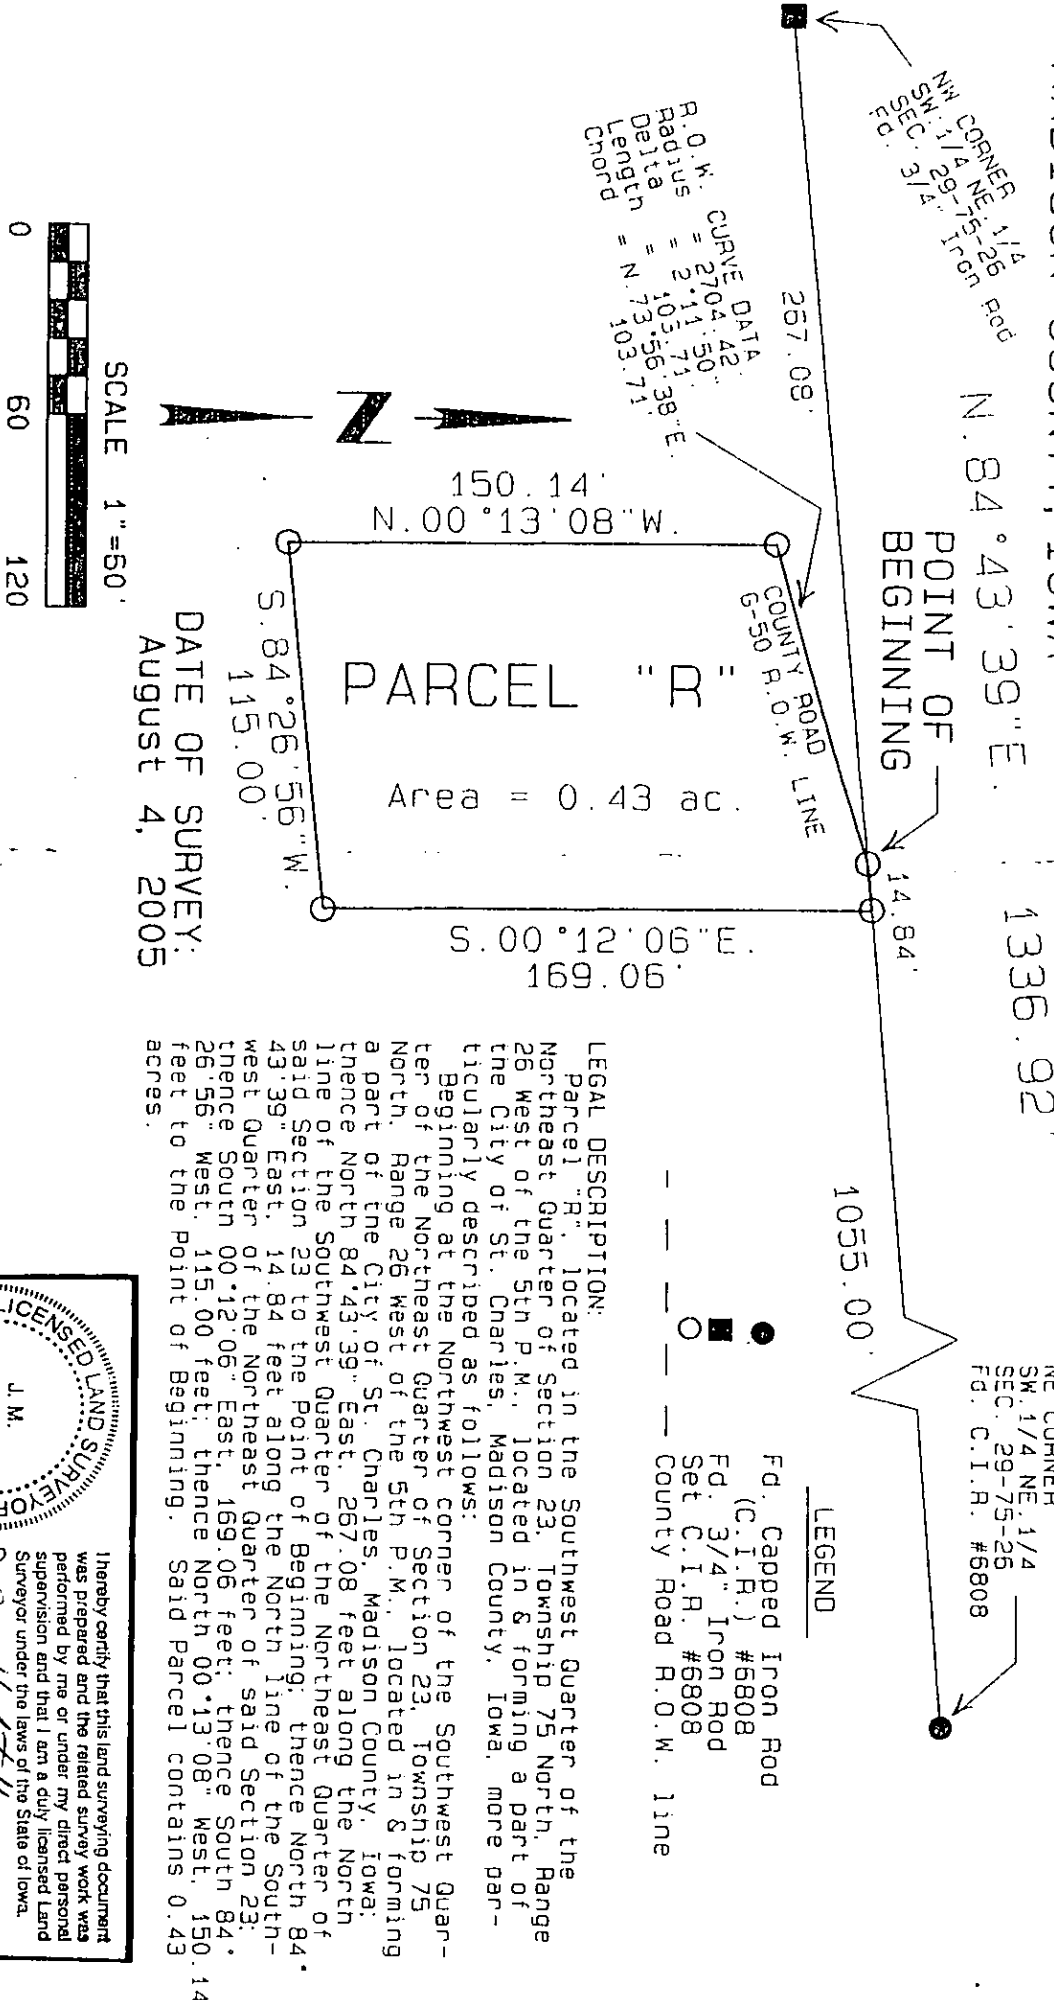 N.84°43'39"E.
1336.92'
NW CORNER
SW.1/4 NE.1/4
SEC. 29-75-26
Fd. 3/4" Iron Rod
267.08'
POINT OF
BEGINNING
14.84'
1055.00'
NE CORNER
SW.1/4 NE.1/4
SEC. 29-75-26
Fd. C.I.R. #6808
R.O.W. CURVE DATA
Radius = 2704.42'
Delta = 2°11'50"
Length = 103.71'
Chord = N.73°56'38"E.
103.71'
COUNTY ROAD
G-50 R.O.W. LINE
150.14'
N.00°13'08"W.
PARCEL "R"
Area = 0.43 ac.
S.00°12'06"E.
169.06'
S.84°26'56"W.
115.00'
N
SCALE 1"=60'
0 60 120
DATE OF SURVEY:
August 4, 2005
LEGEND
Fd. Capped Iron Rod
(C.I.R.) #6808
Fd. 3/4" Iron Rod
Set C.I.R. #6808
County Road R.O.W. line
LEGAL DESCRIPTION:
Parcel "R", located in the Southwest Quarter of the
Northeast Quarter of Section 23, Township 75 North, Range
26 West of the 5th P.M., located in & forming a part of
the City of St. Charles, Madison County, Iowa, more par-
ticularly described as follows:
Beginning at the Northwest corner of the Southwest Quar-
ter of the Northeast Quarter of Section 23, Township 75
North, Range 26 West of the 5th P.M., located in & forming
a part of the City of St. Charles, Madison County, Iowa;
thence North 84°43'39" East, 267.08 feet along the North
line of the Southwest Quarter of the Northeast Quarter of
said Section 23 to the Point of Beginning; thence North 84°
43'39" East, 14.84 feet along the North line of the South-
west Quarter of the Northeast Quarter of said Section 23;
thence South 00°12'06" East, 169.06 feet; thence South 84°
26'56" West, 115.00 feet; thence North 00°13'08" West, 150.14
feet to the Point of Beginning. Said Parcel contains 0.43
acres.
LICENSED LAND SURVEYOR
J. M.
I hereby certify that this land surveying document
was prepared and the related survey work was
performed by me or under my direct personal
supervision and that I am a duly licensed Land
Surveyor under the laws of the State of Iowa.